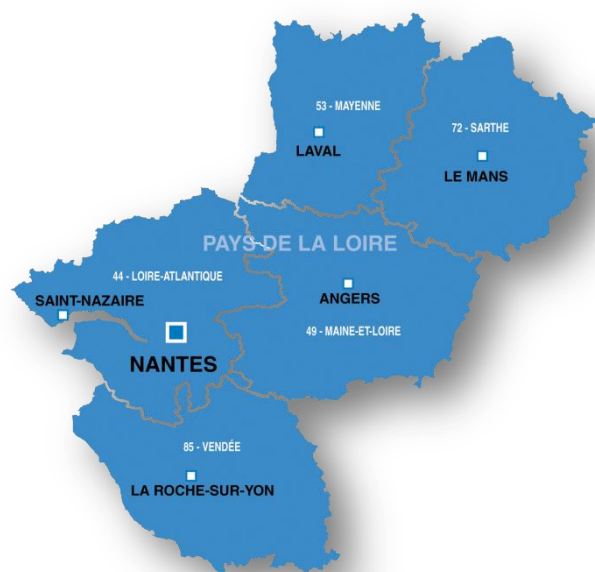 53 - MAYENNE
LAVAL
72 - SARTHE
LE MANS
PAYS DE LA LOIRE
44 - LOIRE-ATLANTIQUE
SAINT-NAZAIRE
NANTES
ANGERS
49 - MAINE-ET-LOIRE
85 - VENDÉE
LA ROCHE-SUR-YON